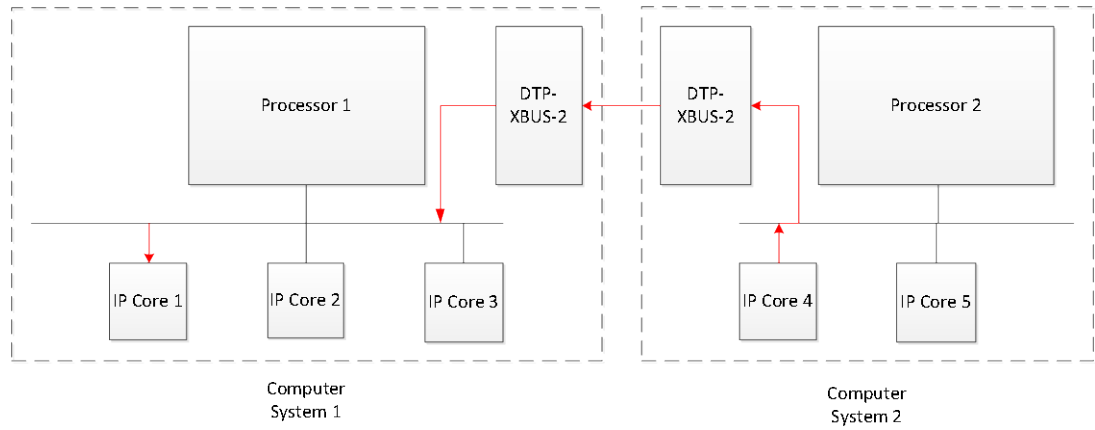 Processor 1
DTP-
XBUS-2
DTP-
XBUS-2
Processor 2
IP Core 1
IP Core 2
IP Core 3
IP Core 4
IP Core 5
Computer
System 1
Computer
System 2